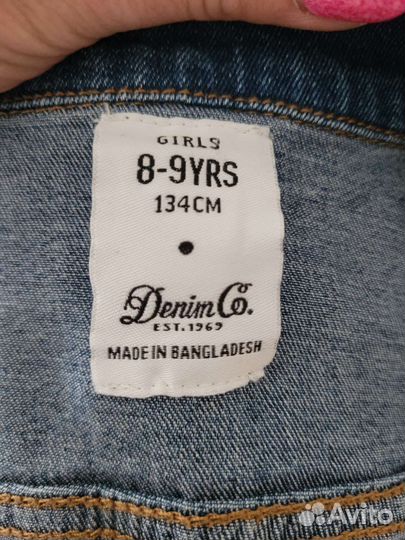 GIRLS
8-9YRS
134CM
Denim Co.
EST. 1969
MADE IN BANGLADESH
Avito